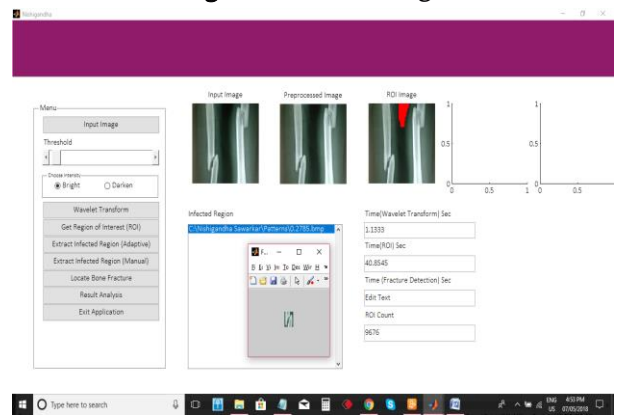 Nishigandha
Menu
Input Image
Threshold
Choose Intensity
Bright
Darken
Wavelet Transform
Get Region of Interest (ROI)
Extract Infected Region (Adaptive)
Extract Infected Region (Manual)
Locate Bone Fracture
Result Analysis
Exit Application
Input Image
Preprocessed Image
ROI Image
1
0.5
0
0.5
1
1
0.5
0
0.5
Infected Region
C:\Nishigandha Sawarkar\Patterns\0.2785.bmp
F...
Time(Wavelet Transform) Sec
1.1333
Time(ROI) Sec
40.8545
Time (Fracture Detection) Sec
Edit Text
ROI Count
9676
Type here to search
ENG
US
4:51 PM
07/05/2018